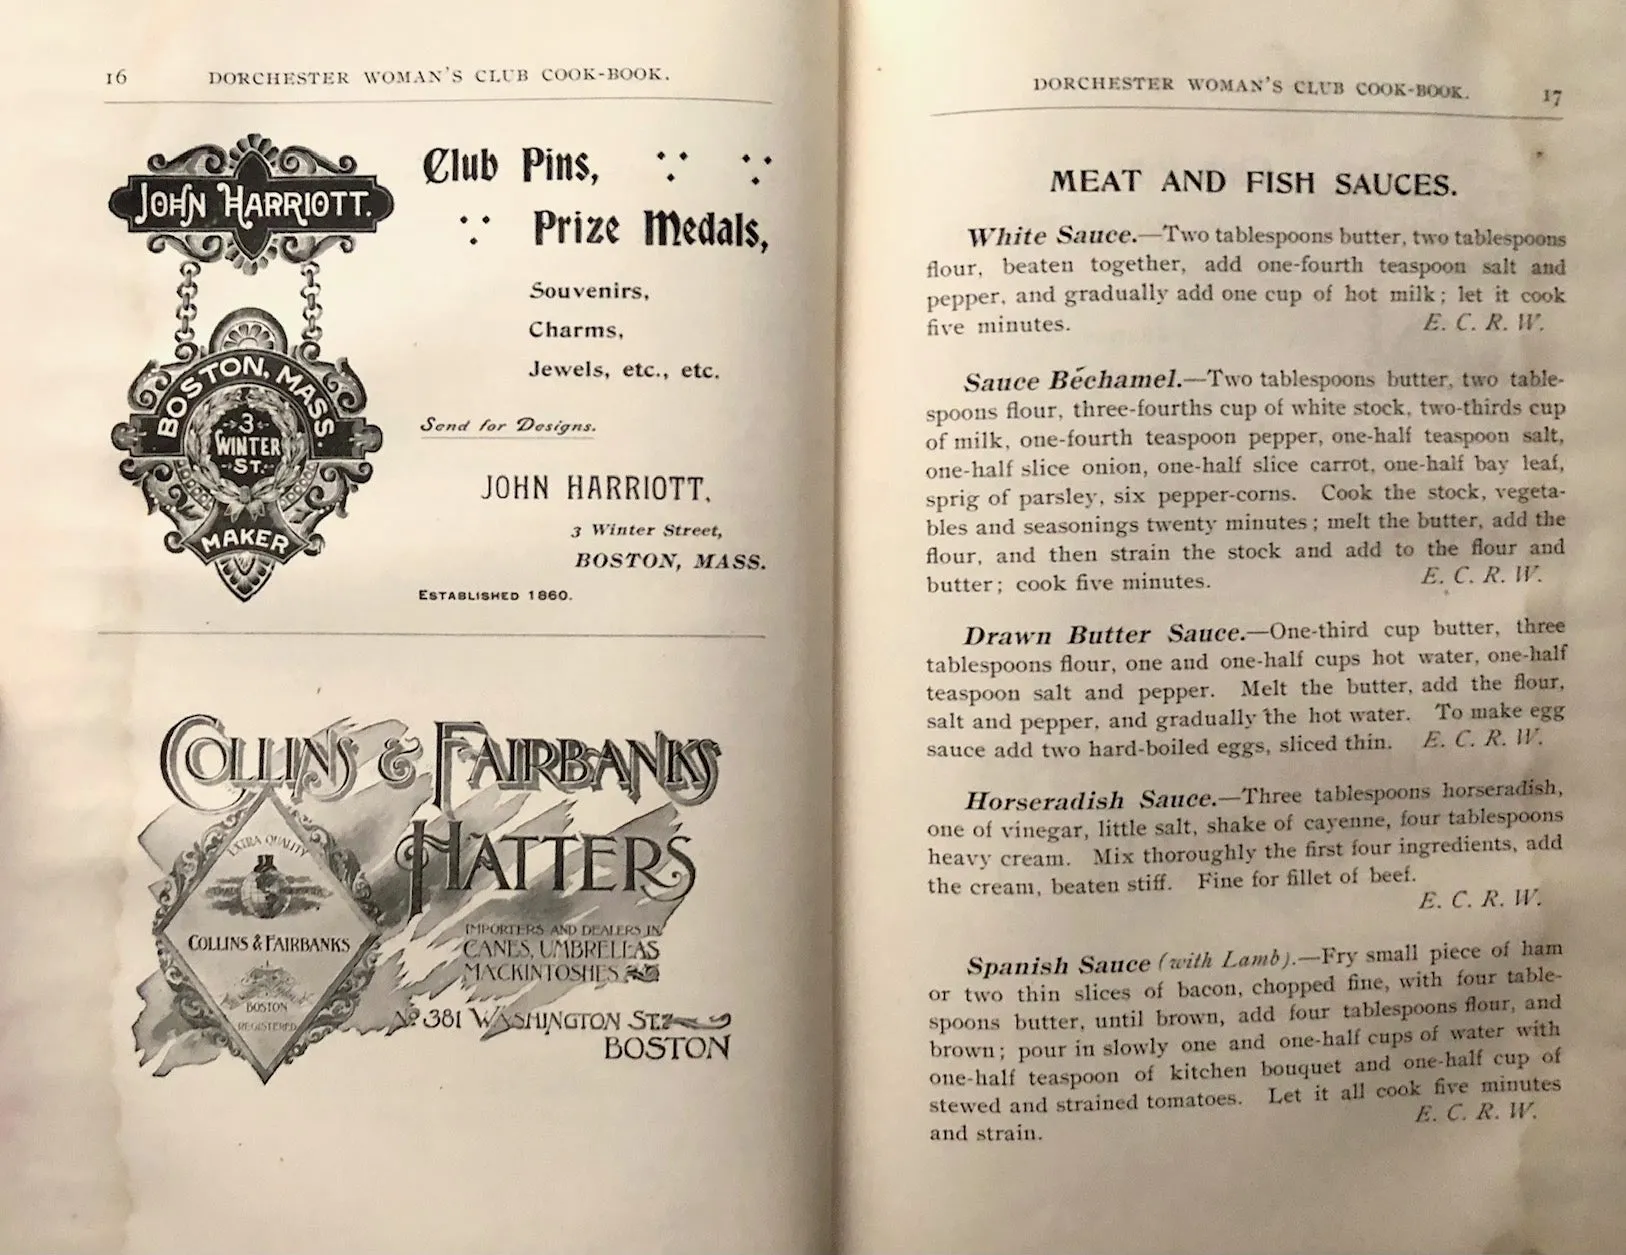 16 DORCHESTER WOMAN'S CLUB COOK-BOOK.
JOHN HARRIOTT.
BOSTON, MASS.
3
WINTER
ST.
MAKER
Club Pins,
Prize Medals,
Souvenirs,
Charms,
Jewels, etc., etc.
Send for Designs.
JOHN HARRIOTT,
3 Winter Street,
BOSTON, MASS.
ESTABLISHED 1860.
COLLINS & FAIRBANKS
HATTERS
EXTRA QUALITY
COLLINS & FAIRBANKS
BOSTON
REGISTERED
IMPORTERS AND DEALERS IN
CANES, UMBRELLAS
MACKINTOSHES
No 381 WASHINGTON ST.
BOSTON
DORCHESTER WOMAN'S CLUB COOK-BOOK. 17
MEAT AND FISH SAUCES.
White Sauce.—Two tablespoons butter, two tablespoons
flour, beaten together, add one-fourth teaspoon salt and
pepper, and gradually add one cup of hot milk; let it cook
five minutes. E. C. R. W.
Sauce Béchamel.—Two tablespoons butter, two table-
spoons flour, three-fourths cup of white stock, two-thirds cup
of milk, one-fourth teaspoon pepper, one-half teaspoon salt,
one-half slice onion, one-half slice carrot, one-half bay leaf,
sprig of parsley, six pepper-corns. Cook the stock, vegeta-
bles and seasonings twenty minutes; melt the butter, add the
flour, and then strain the stock and add to the flour and
butter; cook five minutes. E. C. R. W.
Drawn Butter Sauce.—One-third cup butter, three
tablespoons flour, one and one-half cups hot water, one-half
teaspoon salt and pepper. Melt the butter, add the flour,
salt and pepper, and gradually the hot water. To make egg
sauce add two hard-boiled eggs, sliced thin. E. C. R. W.
Horseradish Sauce.—Three tablespoons horseradish,
one of vinegar, little salt, shake of cayenne, four tablespoons
heavy cream. Mix thoroughly the first four ingredients, add
the cream, beaten stiff. Fine for fillet of beef.
E. C. R. W.
Spanish Sauce (with Lamb).—Fry small piece of ham
or two thin slices of bacon, chopped fine, with four table-
spoons butter, until brown, add four tablespoons flour, and
brown; pour in slowly one and one-half cups of water with
one-half teaspoon of kitchen bouquet and one-half cup of
stewed and strained tomatoes. Let it all cook five minutes
and strain. E. C. R. W.